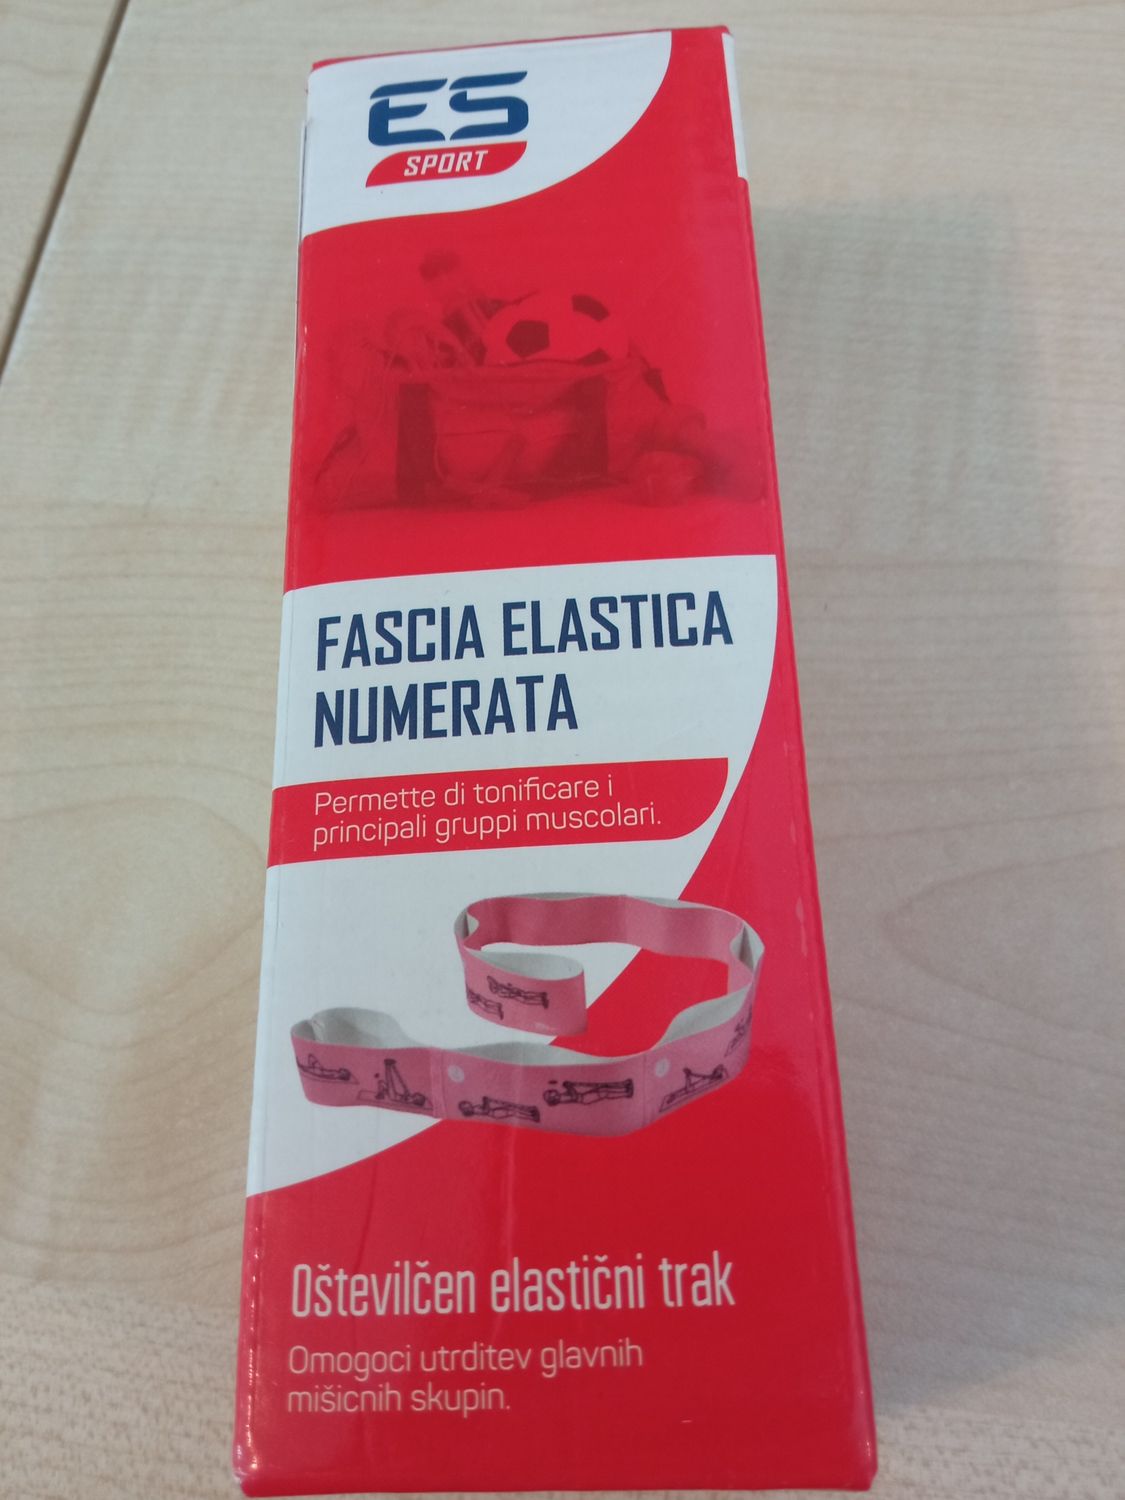 ES
SPORT
FASCIA ELASTICA
NUMERATA
Permette di tonificare i
principali gruppi muscolari.
Oštevilčen elastični trak
Omogoci utrditev glavnih
mišicnih skupin.